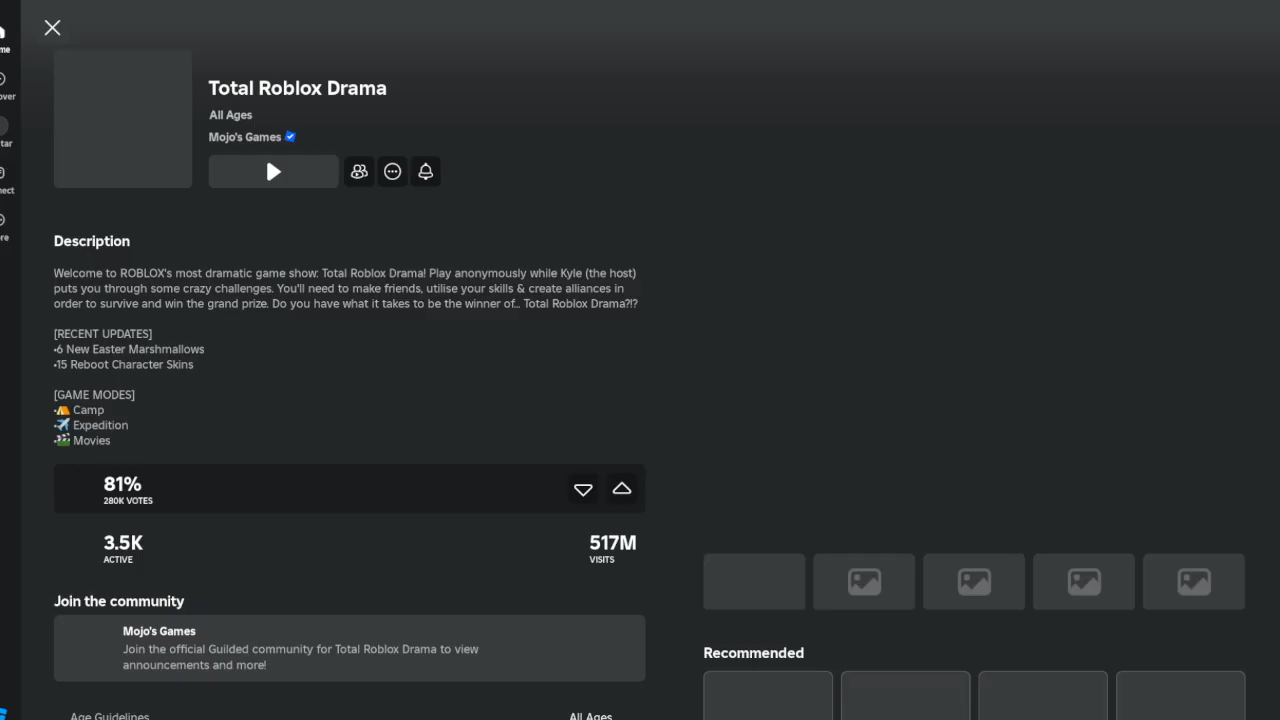 Total Roblox Drama
All Ages
Mojo's Games
Description
Welcome to ROBLOX's most dramatic game show: Total Roblox Drama! Play anonymously while Kyle (the host)
puts you through some crazy challenges. You'll need to make friends, utilise your skills & create alliances in
order to survive and win the grand prize. Do you have what it takes to be the winner of... Total Roblox Drama?!?
[RECENT UPDATES]
•6 New Easter Marshmallows
•15 Reboot Character Skins
[GAME MODES]
•🏕️ Camp
•✈️ Expedition
•🎬 Movies
81%
280K VOTES
3.5K
ACTIVE
517M
VISITS
Join the community
Mojo's Games
Join the official Guilded community for Total Roblox Drama to view
announcements and more!
Age Guidelines
All Ages
Recommended